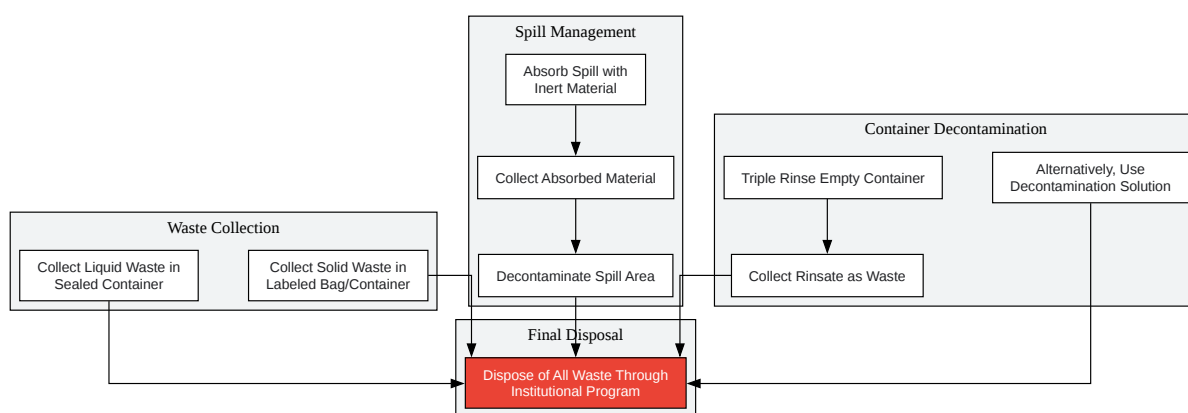 Spill Management
Absorb Spill with
Inert Material
Collect Absorbed Material
Decontaminate Spill Area
Container Decontamination
Triple Rinse Empty Container
Collect Rinsate as Waste
Alternatively, Use
Decontamination Solution
Waste Collection
Collect Liquid Waste in
Sealed Container
Collect Solid Waste in
Labeled Bag/Container
Final Disposal
Dispose of All Waste Through
Institutional Program